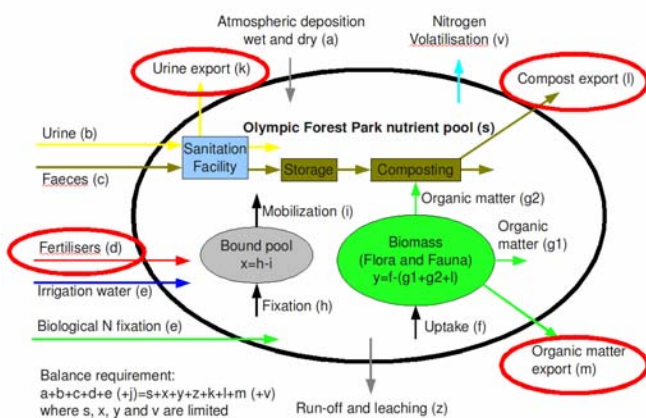 Atmospheric deposition
wet and dry (a)
Nitrogen
Volatilisation (v)
Urine export (k)
Compost export (l)
Olympic Forest Park nutrient pool (s)
Urine (b)
Sanitation
Facility
Storage
Composting
Faeces (c)
Organic matter (g2)
Mobilization (i)
Fertilisers (d)
Bound pool
x=h-i
Biomass
(Flora and Fauna)
y=f-(g1+g2+l)
Organic
matter (g1)
Irrigation water (e)
Fixation (h)
Biological N fixation (e)
Uptake (f)
Organic matter
export (m)
Balance requirement:
a+b+c+d+e (+j)=s+x+y+z+k+l+m (+v)
where s, x, y and v are limited
Run-off and leaching (z)